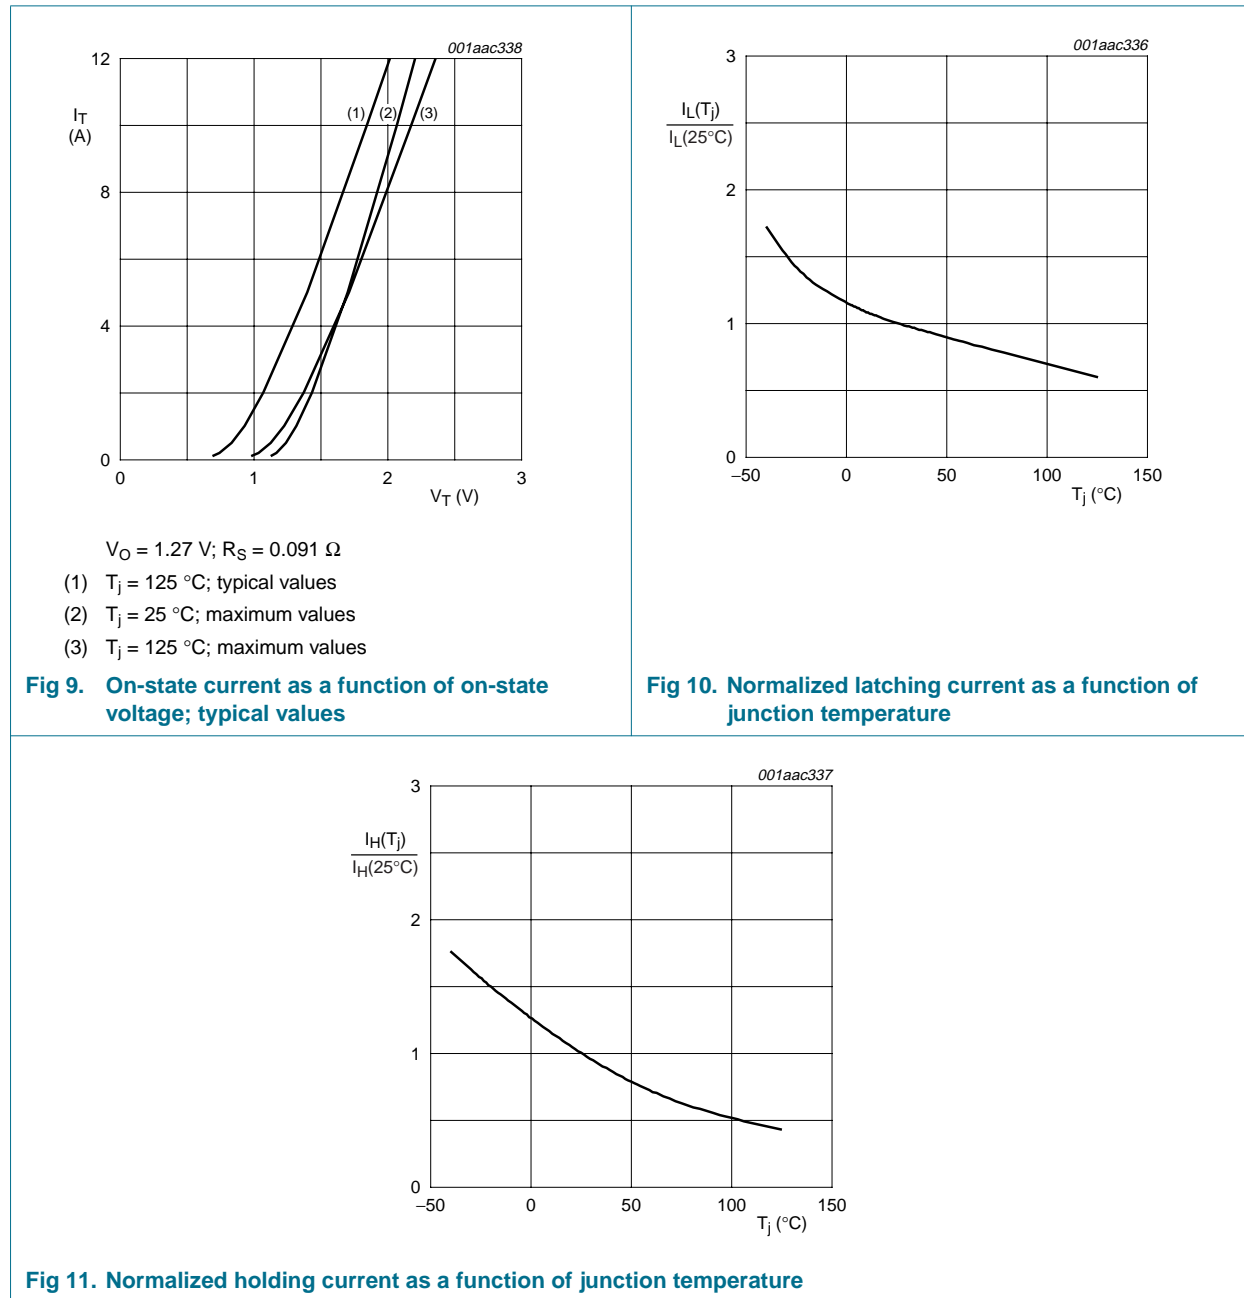 001aac338
12
I_T
(A)
(1) (2) (3)
8
4
0
0 1 2 3
V_T (V)
V_O = 1.27 V; R_S = 0.091 Ω
(1) T_j = 125 °C; typical values
(2) T_j = 25 °C; maximum values
(3) T_j = 125 °C; maximum values
Fig 9. On-state current as a function of on-state
voltage; typical values
001aac336
3
I_L(T_j)
I_L(25°C)
2
1
0
−50 0 50 100 150
T_j (°C)
Fig 10. Normalized latching current as a function of
junction temperature
001aac337
3
I_H(T_j)
I_H(25°C)
2
1
0
−50 0 50 100 150
T_j (°C)
Fig 11. Normalized holding current as a function of junction temperature